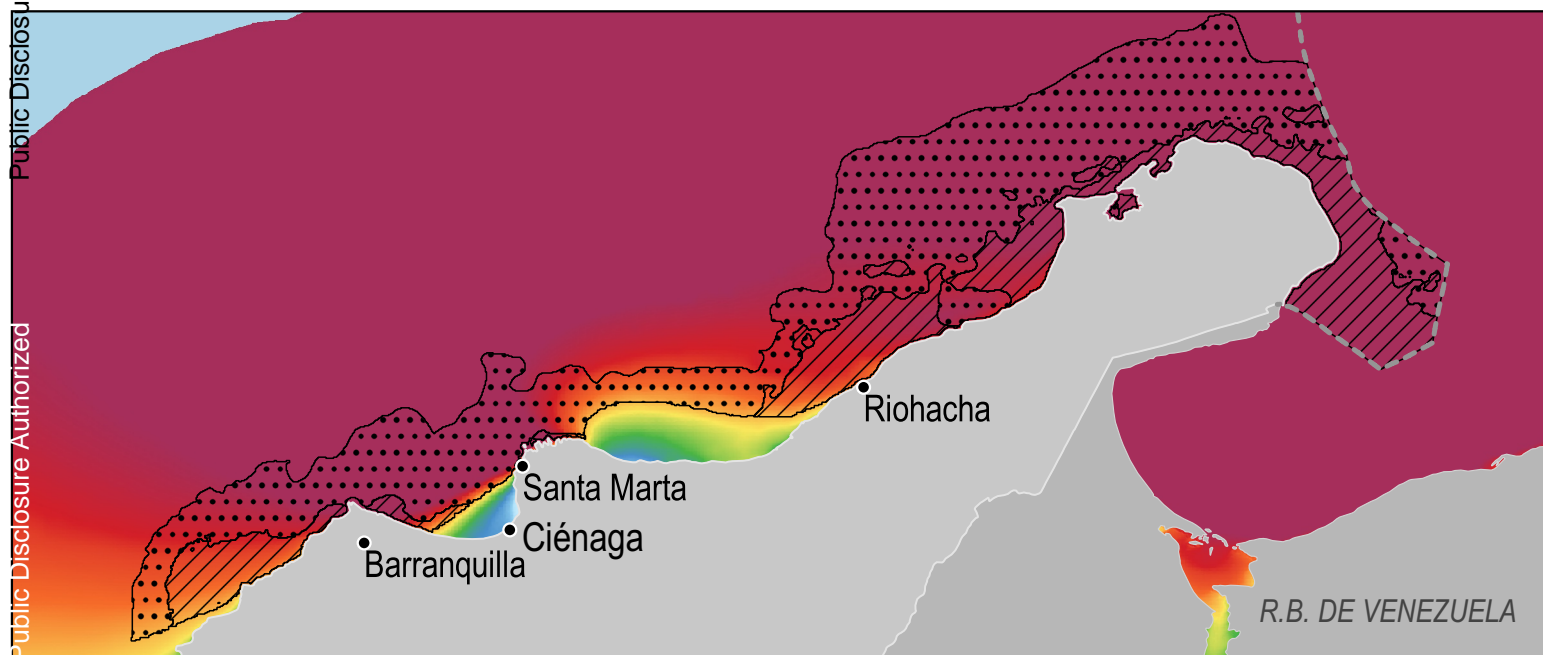 Public Disclosu
Riohacha
Santa Marta
Ciénaga
Barranquilla
R.B. DE VENEZUELA
Public Disclosure Authorized